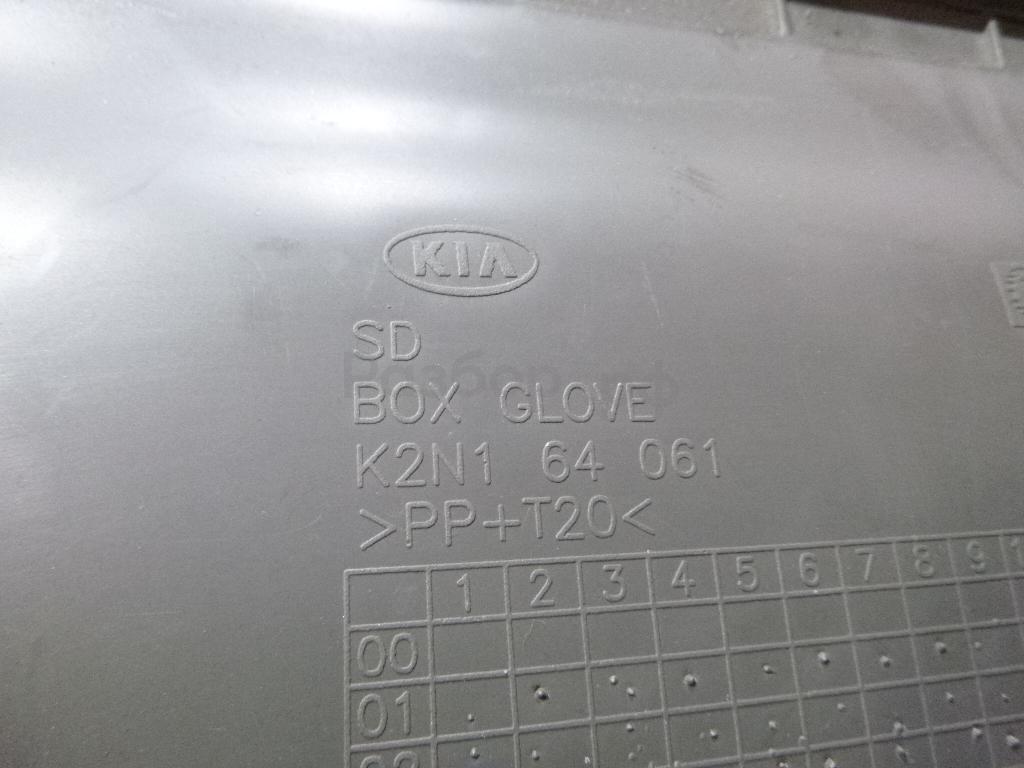 KIA
SD
BOX GLOVE
K2N1 64 061
>PP+T20<
1 2 3 4 5 6 7 8 9
00
01